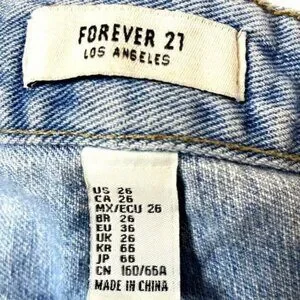 FOREVER 21
LOS ANGELES
US 26
CA 26
MX/ECU 26
BR 26
EU 36
UK 26
KR 66
JP 66
CN 160/66A
MADE IN CHINA